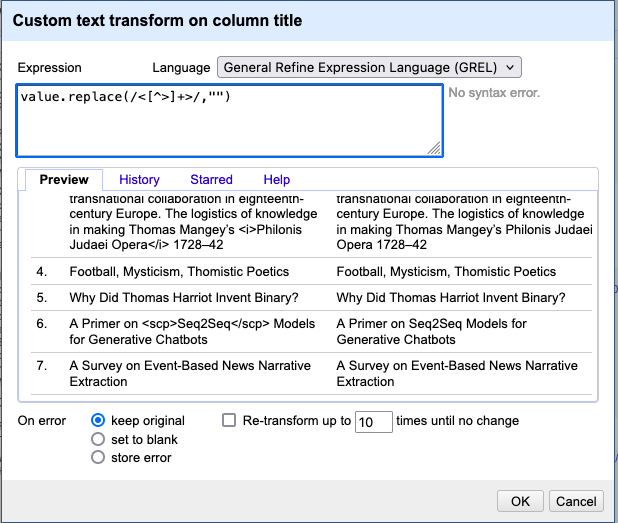 Custom text transform on column title
Expression
Language General Refine Expression Language (GREL)
value.replace(/<[^>]+>/,"")
No syntax error.
Preview History Starred Help
transnational collaboration in eighteenth- transnational collaboration in eighteenth-
century Europe. The logistics of knowledge century Europe. The logistics of knowledge
in making Thomas Mangey’s <i>Philonis in making Thomas Mangey’s Philonis Judaei
Judaei Opera</i> 1728–42 Opera 1728–42
4. Football, Mysticism, Thomistic Poetics Football, Mysticism, Thomistic Poetics
5. Why Did Thomas Harriot Invent Binary? Why Did Thomas Harriot Invent Binary?
6. A Primer on <scp>Seq2Seq</scp> Models A Primer on Seq2Seq Models for
for Generative Chatbots Generative Chatbots
7. A Survey on Event-Based News Narrative A Survey on Event-Based News Narrative
Extraction Extraction
On error keep original Re-transform up to 10 times until no change
set to blank
store error
OK Cancel